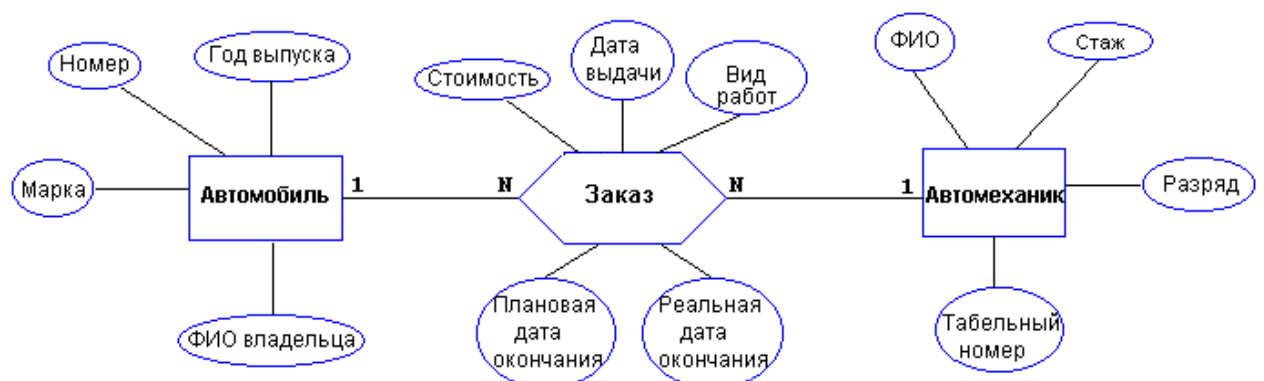 Номер
Год выпуска
Марка
Автомобиль
ФИО владельца
1
N
Стоимость
Дата
выдачи
Вид
работ
Заказ
Плановая
дата
окончания
Реальная
дата
окончания
N
1
ФИО
Стаж
Автомеханик
Разряд
Табельный
номер